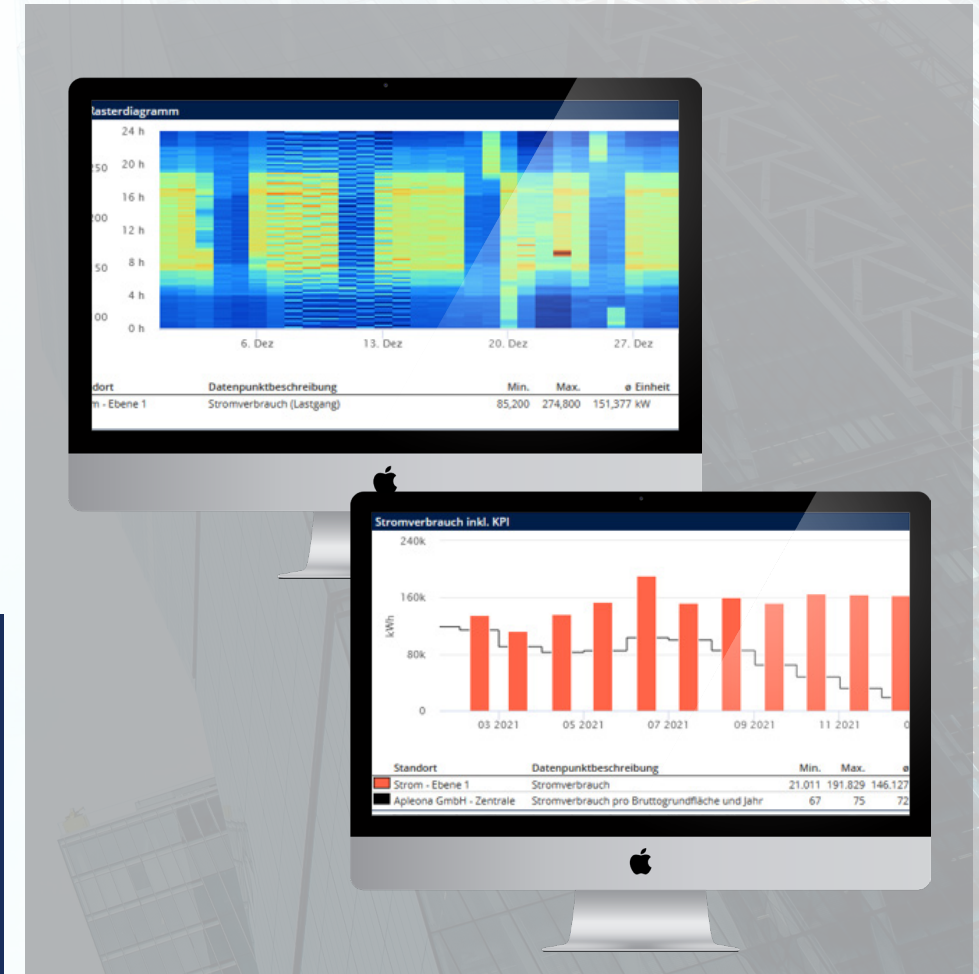 Rasterdiagramm
24 h
20 h
16 h
12 h
8 h
4 h
0 h
250
200
50
00
6. Dez 13. Dez 20. Dez 27. Dez
dort Datenpunktbeschreibung Min. Max. ø Einheit
m - Ebene 1 Stromverbrauch (Lastgang) 85,200 274,800 151,377 kW
Stromverbrauch inkl. KPI
240k
160k
80k
0
kWh
03 2021 05 2021 07 2021 09 2021 11 2021 0
Standort Datenpunktbeschreibung Min. Max. ø
Strom - Ebene 1 Stromverbrauch 21.011 191.829 146.127
Apleona GmbH - Zentrale Stromverbrauch pro Bruttogrundfläche und Jahr 67 75 72